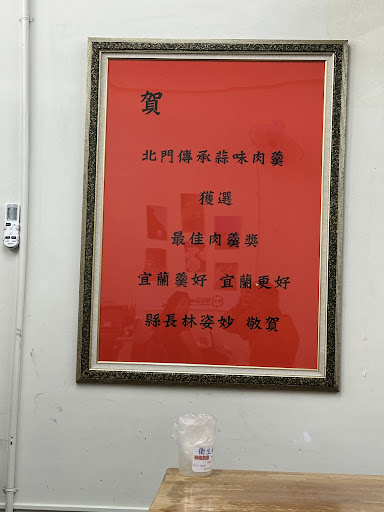 賀
北門傳承蒜味肉羹
獲選
最佳肉羹獎
宜蘭羹好 宜蘭更好
縣長林姿妙 敬賀